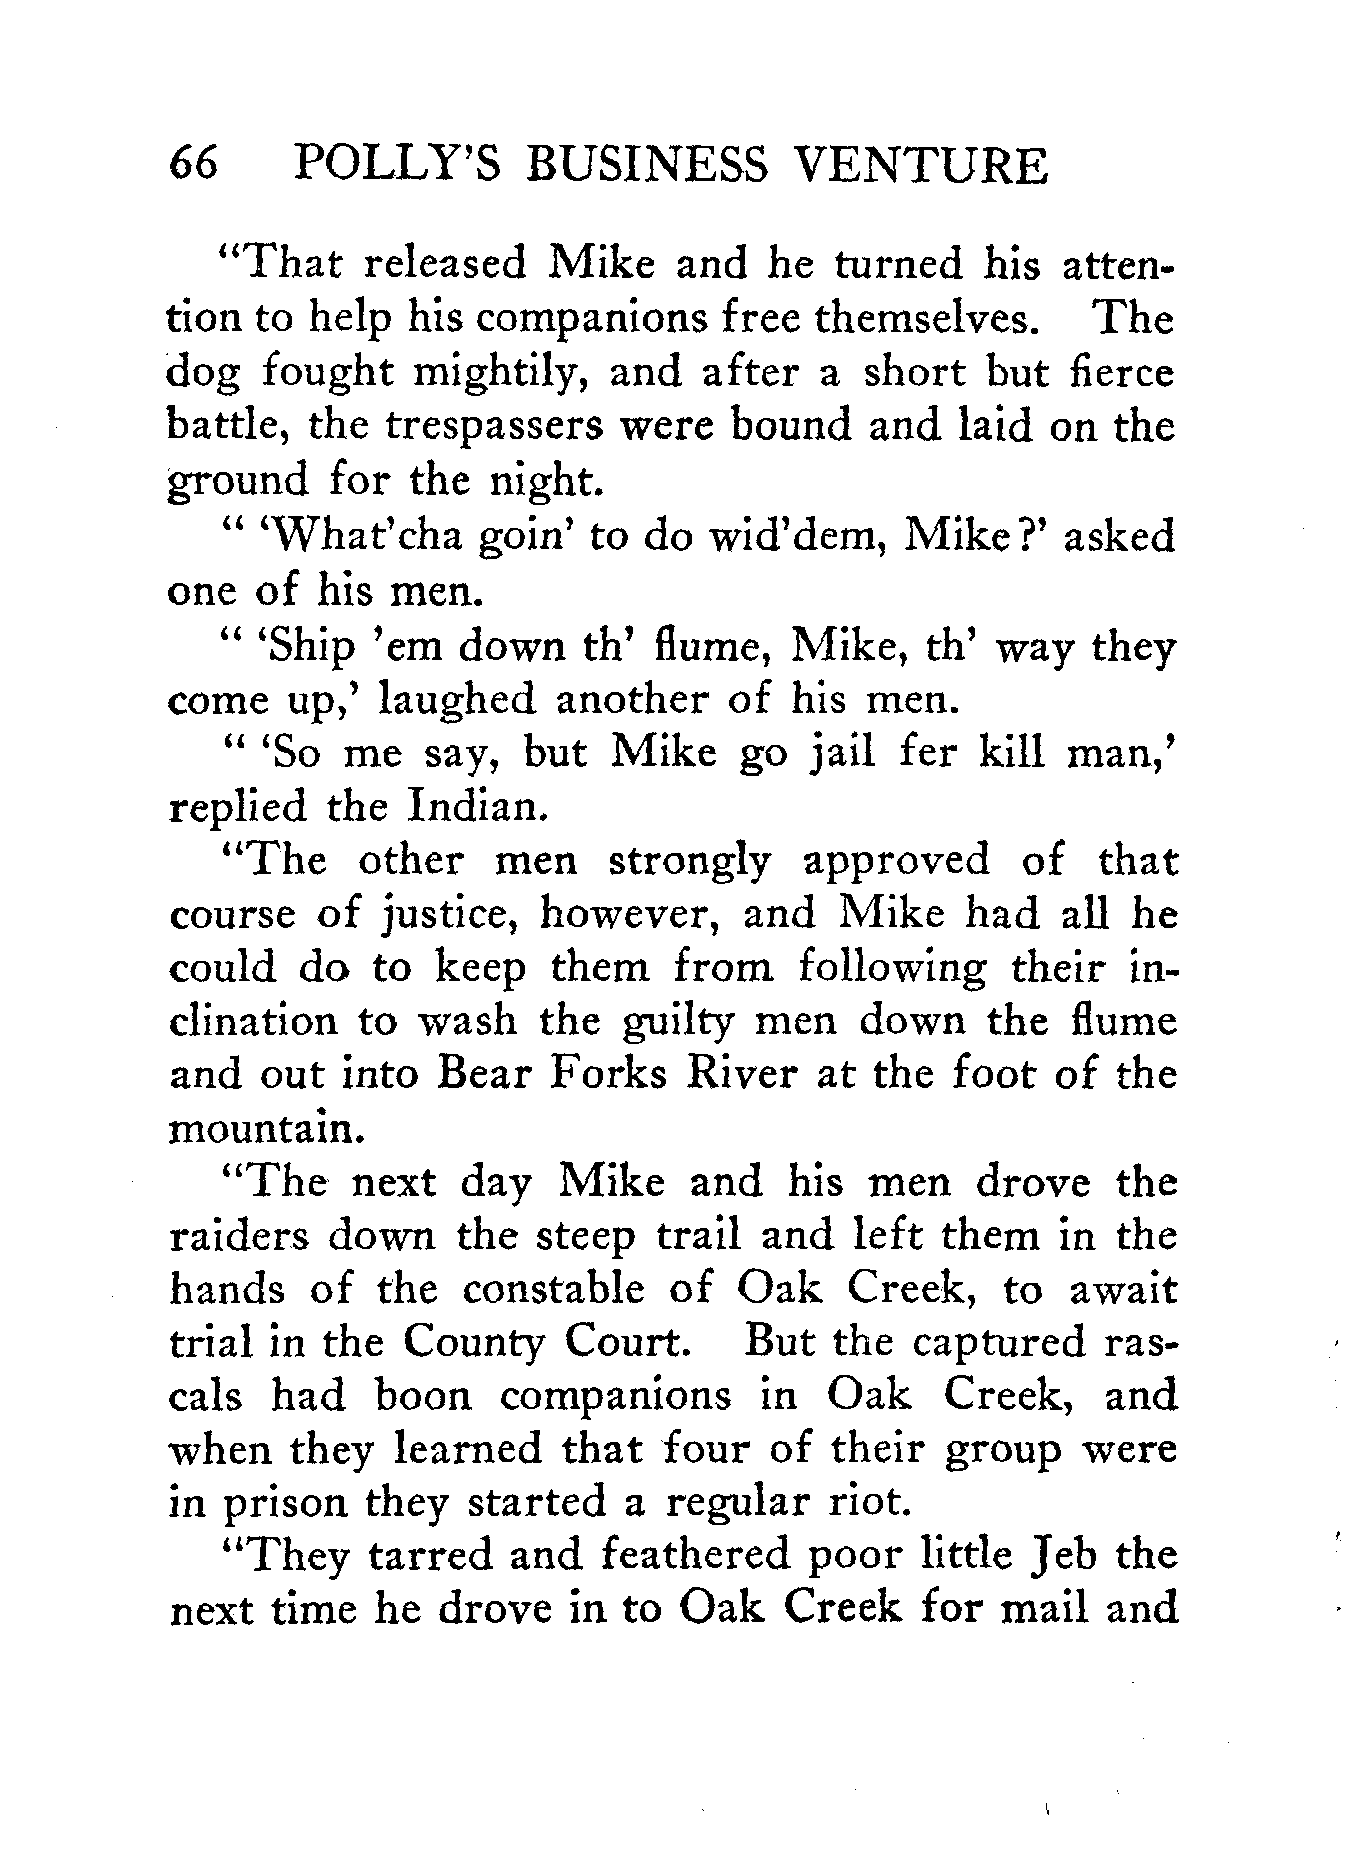 66 POLLY'S BUSINESS VENTURE
"That released Mike and he turned his atten-
tion to help his companions free themselves. The
dog fought mightily, and after a short but fierce
battle, the trespassers were bound and laid on the
ground for the night.
" 'What'cha goin' to do wid'dem, Mike?' asked
one of his men.
" 'Ship 'em down th' flume, Mike, th' way they
come up,' laughed another of his men.
" 'So me say, but Mike go jail fer kill man,'
replied the Indian.
"The other men strongly approved of that
course of justice, however, and Mike had all he
could do to keep them from following their in-
clination to wash the guilty men down the flume
and out into Bear Forks River at the foot of the
mountain.
"The next day Mike and his men drove the
raiders down the steep trail and left them in the
hands of the constable of Oak Creek, to await
trial in the County Court. But the captured ras-
cals had boon companions in Oak Creek, and
when they learned that four of their group were
in prison they started a regular riot.
"They tarred and feathered poor little Jeb the
next time he drove in to Oak Creek for mail and